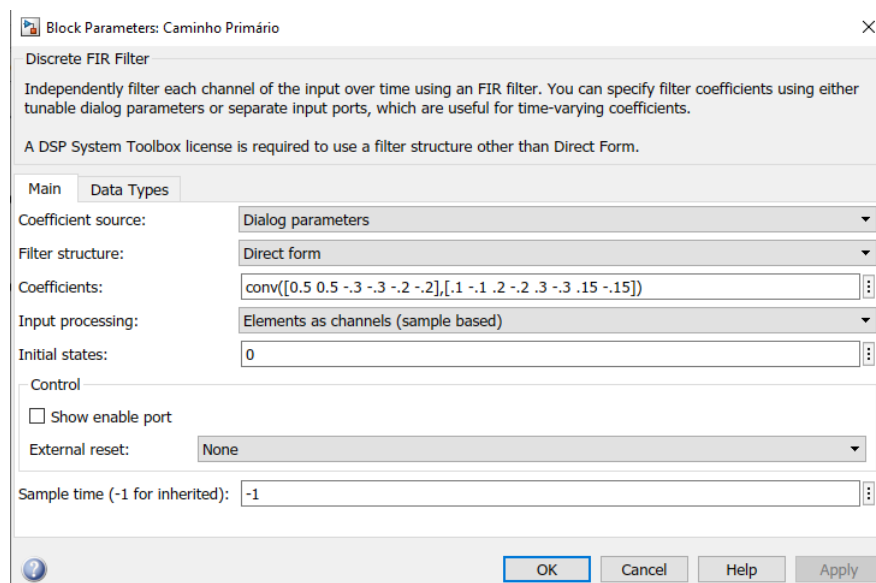 Block Parameters: Caminho Primário
Discrete FIR Filter
Independently filter each channel of the input over time using an FIR filter. You can specify filter coefficients using either
tunable dialog parameters or separate input ports, which are useful for time-varying coefficients.
A DSP System Toolbox license is required to use a filter structure other than Direct Form.
Main Data Types
Coefficient source: Dialog parameters
Filter structure: Direct form
Coefficients: conv([0.5 0.5 -.3 -.3 -.2 -.2],[.1 -.1 .2 -.2 .3 -.3 .15 -.15])
Input processing: Elements as channels (sample based)
Initial states: 0
Control
Show enable port
External reset: None
Sample time (-1 for inherited): -1
OK Cancel Help Apply